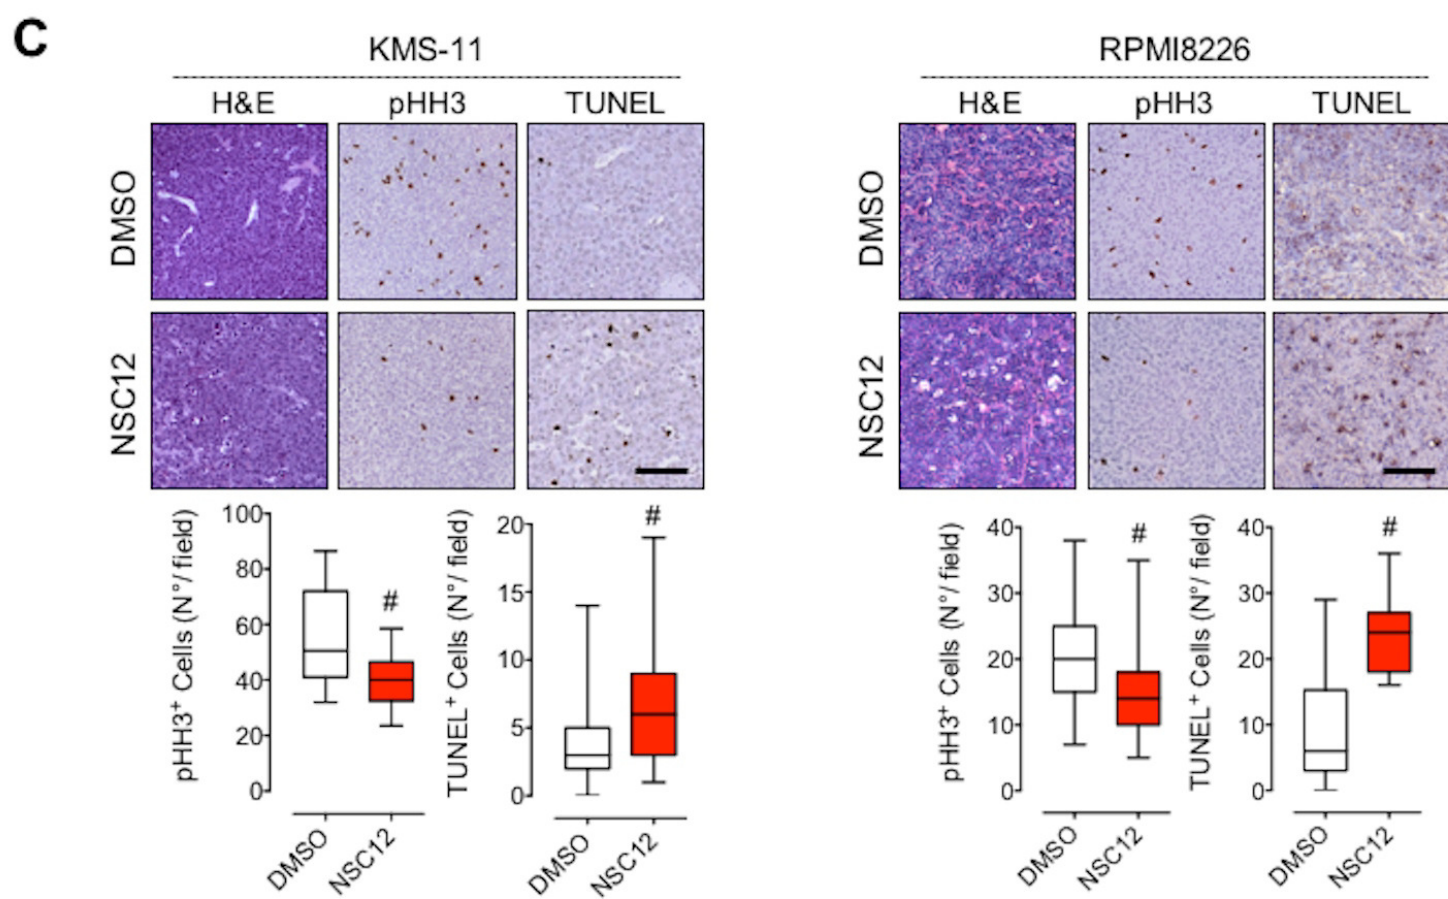 C
KMS-11
H&E pHH3 TUNEL
DMSO
NSC12
pHH3+ Cells (N°/ field)
100
80
60
40
20
0
#
DMSO
NSC12
TUNEL+ Cells (N°/ field)
20
15
10
5
0
#
DMSO
NSC12
RPMI8226
H&E pHH3 TUNEL
DMSO
NSC12
pHH3+ Cells (N°/ field)
40
30
20
10
0
#
DMSO
NSC12
TUNEL+ Cells (N°/ field)
40
30
20
10
0
#
DMSO
NSC12